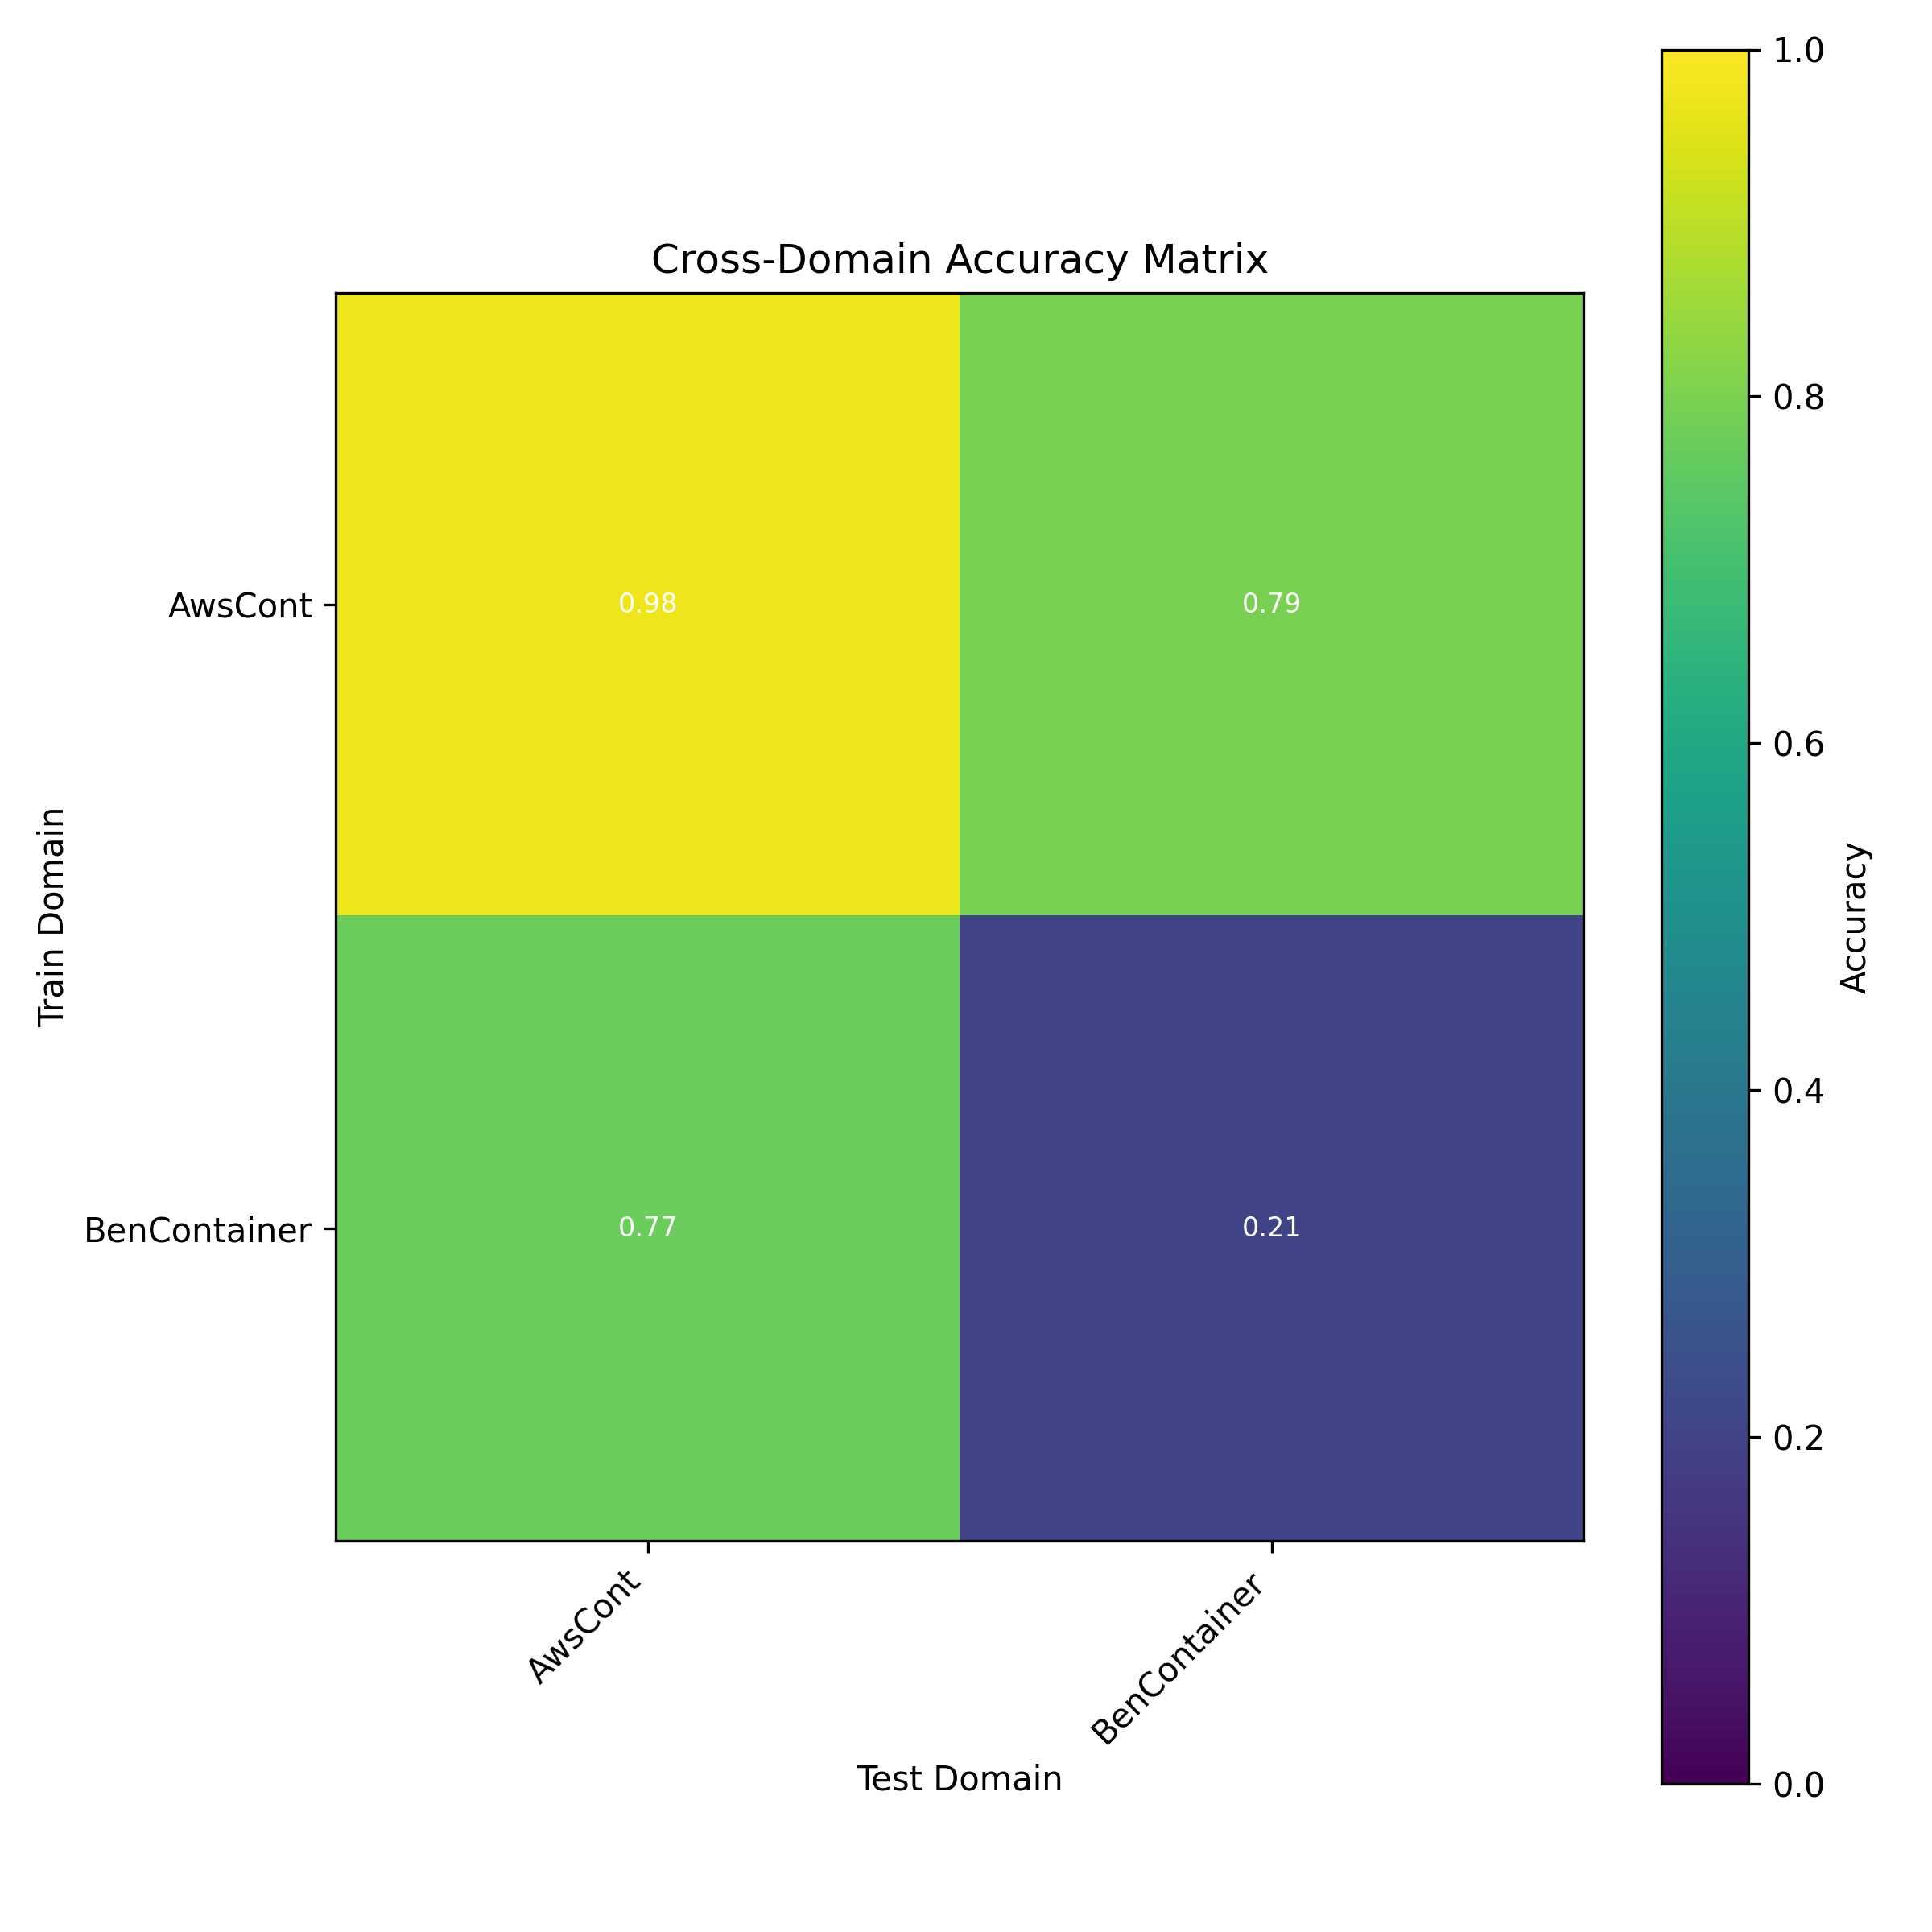 Cross-Domain Accuracy Matrix
Train Domain
AwsCont
BenContainer
0.98
0.79
0.77
0.21
AwsCont
BenContainer
Test Domain
1.0
0.8
0.6
0.4
0.2
0.0
Accuracy